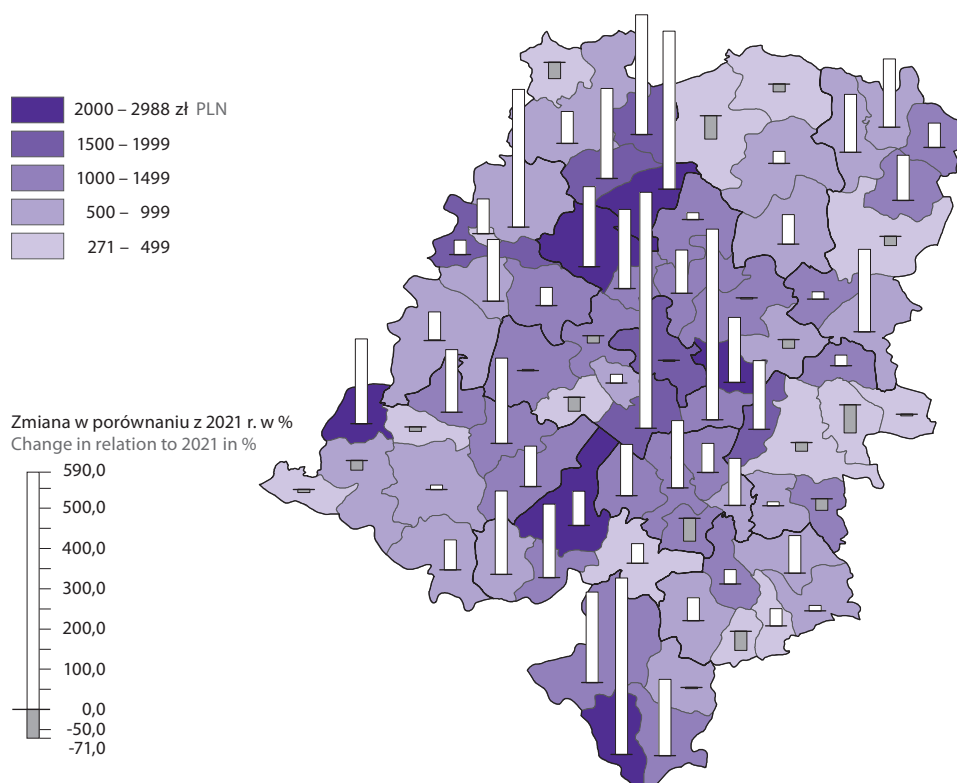 2000 – 2988 zł PLN
1500 – 1999
1000 – 1499
500 – 999
271 – 499
Zmiana w porównaniu z 2021 r. w %
Change in relation to 2021 in %
590,0
500,0
400,0
300,0
200,0
100,0
0,0
-50,0
-71,0